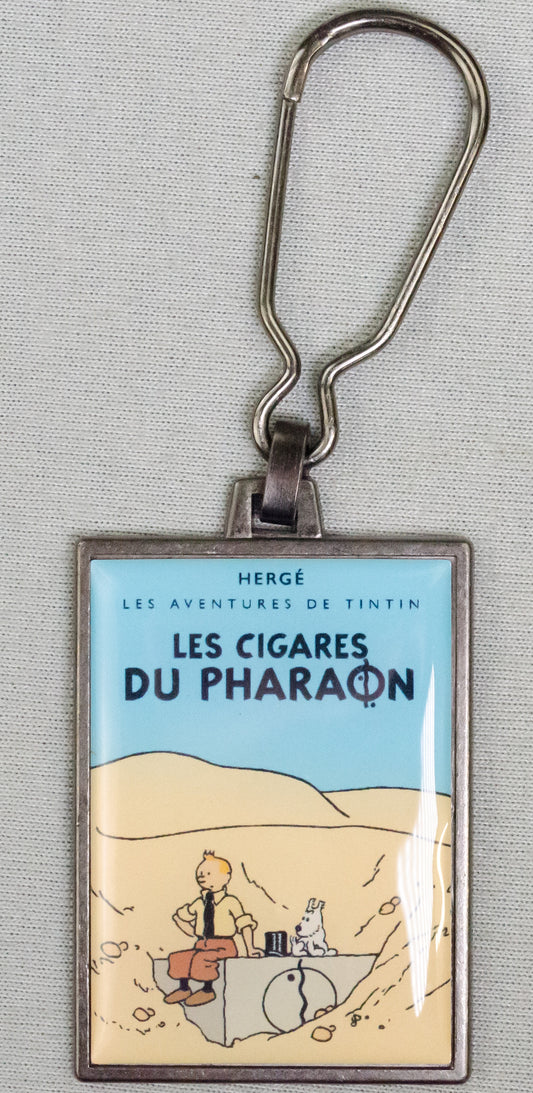 HERGÉ
LES AVENTURES DE TINTIN
LES CIGARES
DU PHARAON